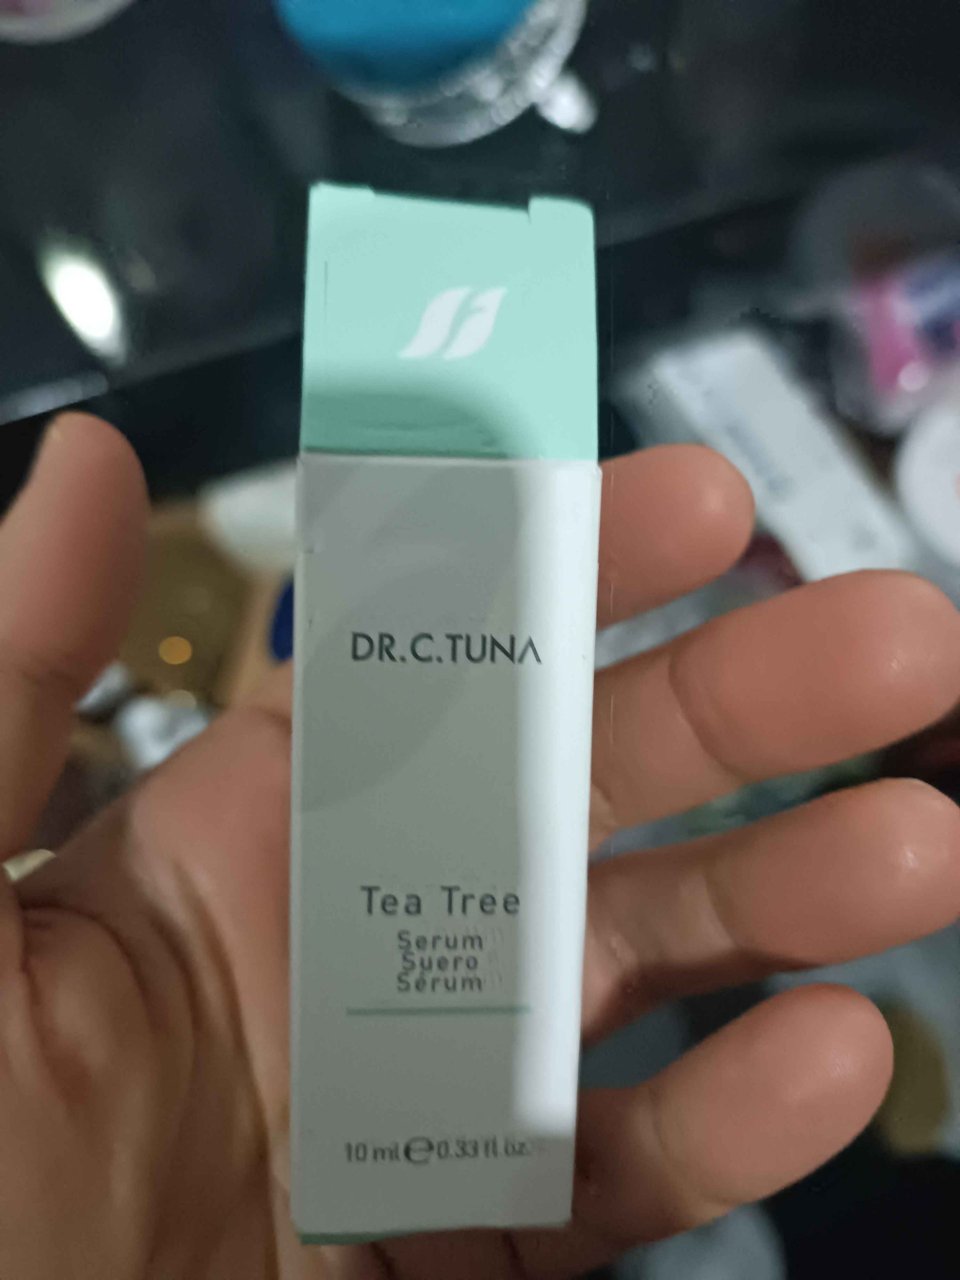 DR.C.TUNA
Tea Tree
Serum
Suero
Sérum
10 ml ℮ 0.33 fl.oz.